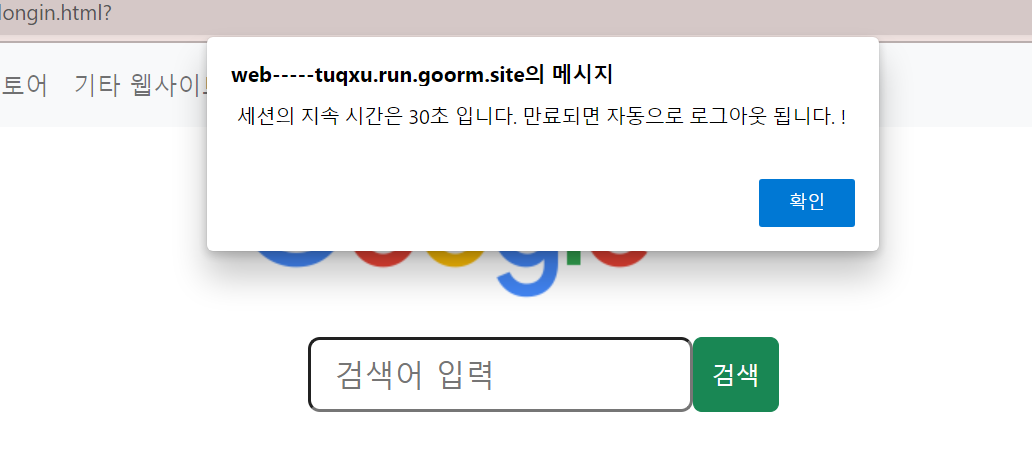 longin.html?
토어 기타 웹사이트
web-----tuqxu.run.goorm.site의 메시지
세션의 지속 시간은 30초 입니다. 만료되면 자동으로 로그아웃 됩니다. !
확인
Google
검색어 입력
검색